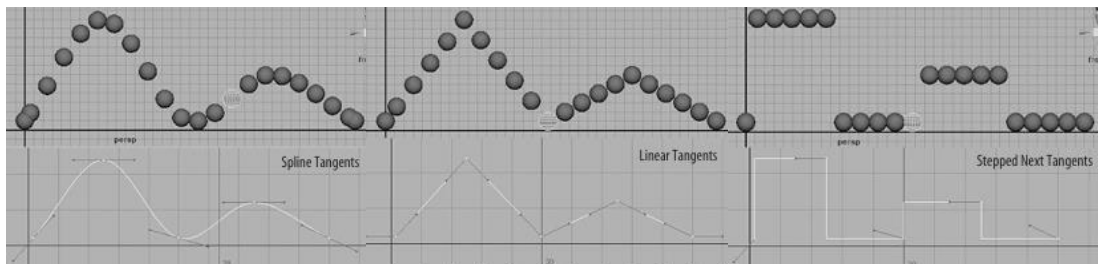 persp
persp
Spline Tangents
Linear Tangents
Stepped Next Tangents